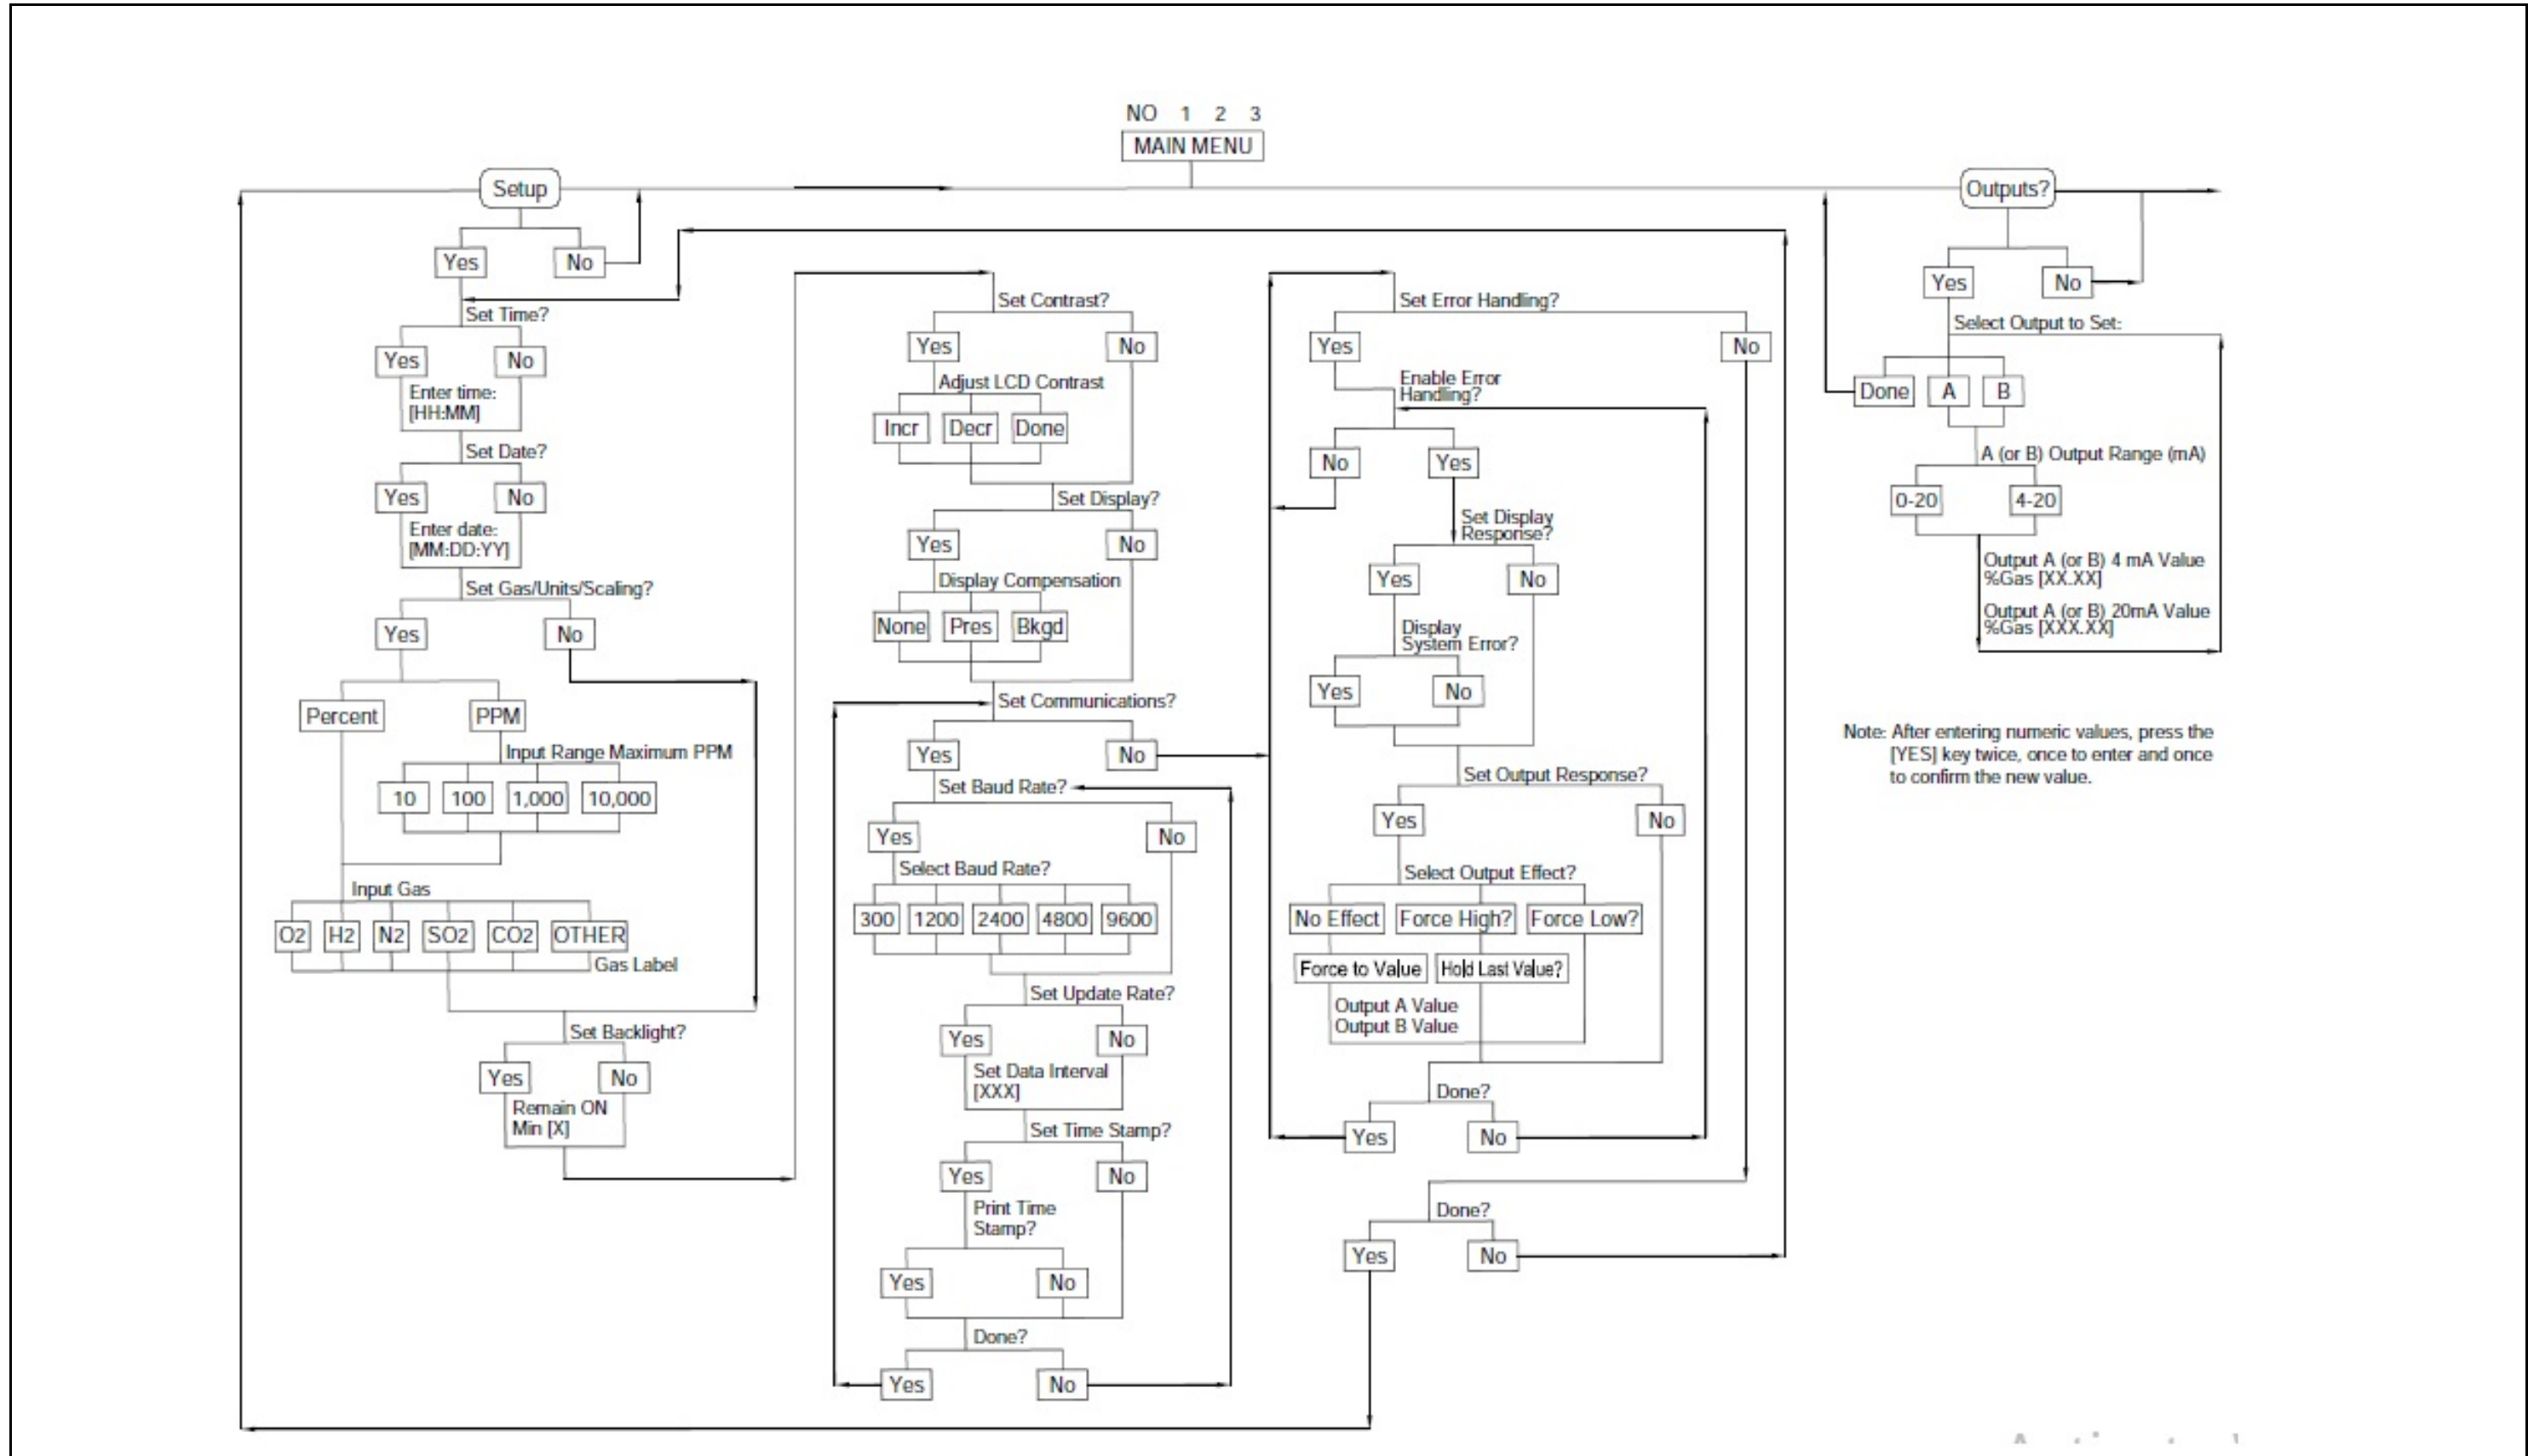 NO 1 2 3
MAIN MENU
Setup
Yes No
Set Time?
Yes No
Enter time:
[HH:MM]
Set Date?
Yes No
Enter date:
[MM:DD:YY]
Set Gas/Units/Scaling?
Yes No
Percent PPM
Input Range Maximum PPM
10 100 1,000 10,000
Input Gas
O2 H2 N2 SO2 CO2 OTHER
Gas Label
Set Backlight?
Yes No
Remain ON
Min [X]
Set Contrast?
Yes No
Adjust LCD Contrast
Incr Decr Done
Set Display?
Yes No
Display Compensation
None Pres Bkgd
Set Communications?
Yes No
Set Baud Rate?
Yes No
Select Baud Rate?
300 1200 2400 4800 9600
Set Update Rate?
Yes No
Set Data Interval
[XXX]
Set Time Stamp?
Yes No
Print Time
Stamp?
Yes No
Done?
Yes No
Set Error Handling?
Yes No
Enable Error
Handling?
No Yes
Set Display
Response?
Yes No
Display
System Error?
Yes No
Set Output Response?
Yes No
Select Output Effect?
No Effect Force High? Force Low?
Force to Value Hold Last Value?
Output A Value
Output B Value
Done?
Yes No
Done?
Yes No
Outputs?
Yes No
Select Output to Set:
Done A B
A (or B) Output Range (mA)
0-20 4-20
Output A (or B) 4 mA Value
%Gas [XX.XX]
Output A (or B) 20mA Value
%Gas [XXX.XX]
Note: After entering numeric values, press the
[YES] key twice, once to enter and once
to confirm the new value.